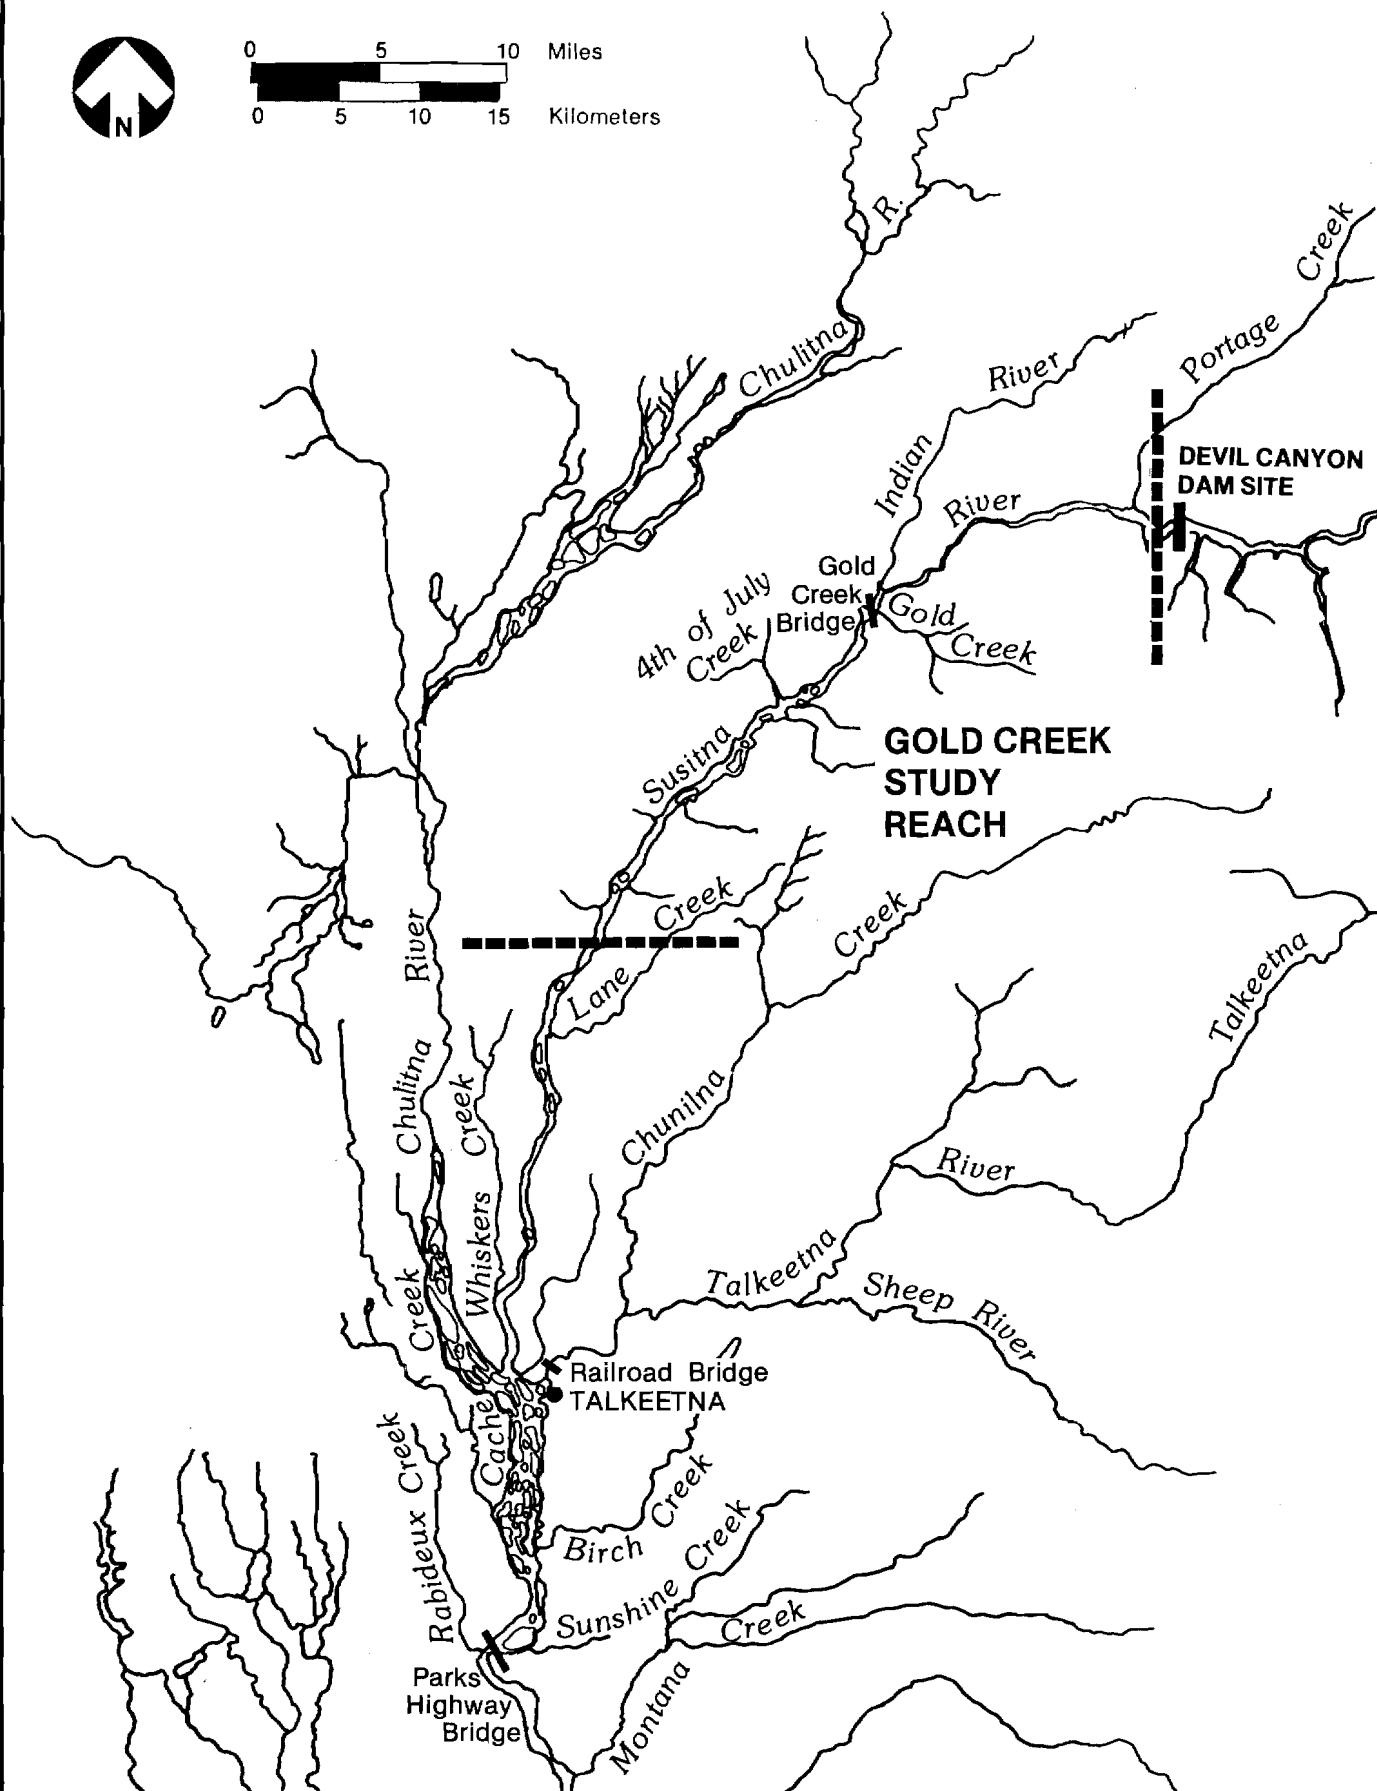 0 5 10 Miles
N
0 5 10 15 Kilometers
R.
Creek
Portage
Chulitna
River
Indian
DEVIL CANYON
DAM SITE
River
Gold
Creek
Bridge
Gold
Creek
4th of July
Creek
GOLD CREEK
STUDY
REACH
Susitna
Creek
Lane
Creek
River
Talkeetna
Chulitna
Creek
Chunilna
River
Whiskers
Talkeetna
Sheep River
Creek
Railroad Bridge
TALKEETNA
Cache
Rabideux Creek
Creek
Birch
Sunshine Creek
Creek
Parks
Highway
Bridge
Montana